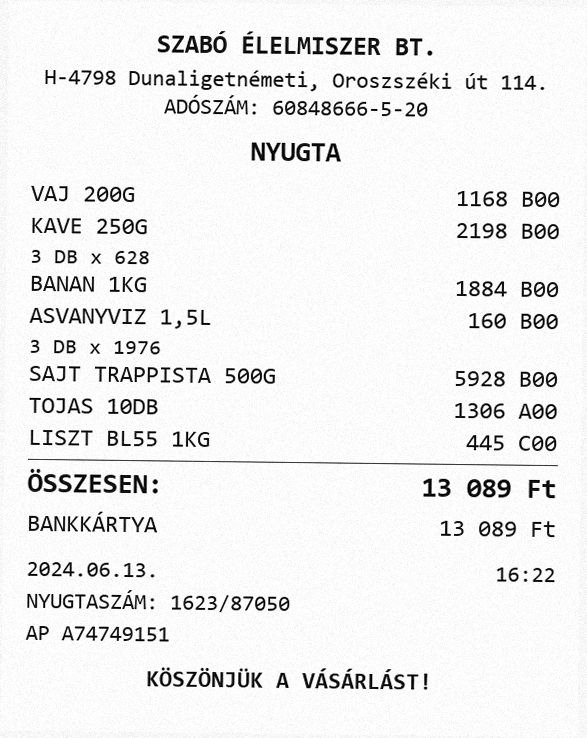 SZABÓ ÉLELMISZER BT.
H-4798 Dunaligetnémeti, Oroszszéki út 114.
ADÓSZÁM: 60848666-5-20
NYUGTA
VAJ 200G 1168 B00
KAVE 250G 2198 B00
3 DB x 628
BANAN 1KG 1884 B00
ASVANYVIZ 1,5L 160 B00
3 DB x 1976
SAJT TRAPPISTA 500G 5928 B00
TOJAS 10DB 1306 A00
LISZT BL55 1KG 445 C00
ÖSSZESEN: 13 089 Ft
BANKKÁRTYA 13 089 Ft
2024.06.13. 16:22
NYUGTASZÁM: 1623/87050
AP A74749151
KÖSZÖNJÜK A VÁSÁRLÁST!